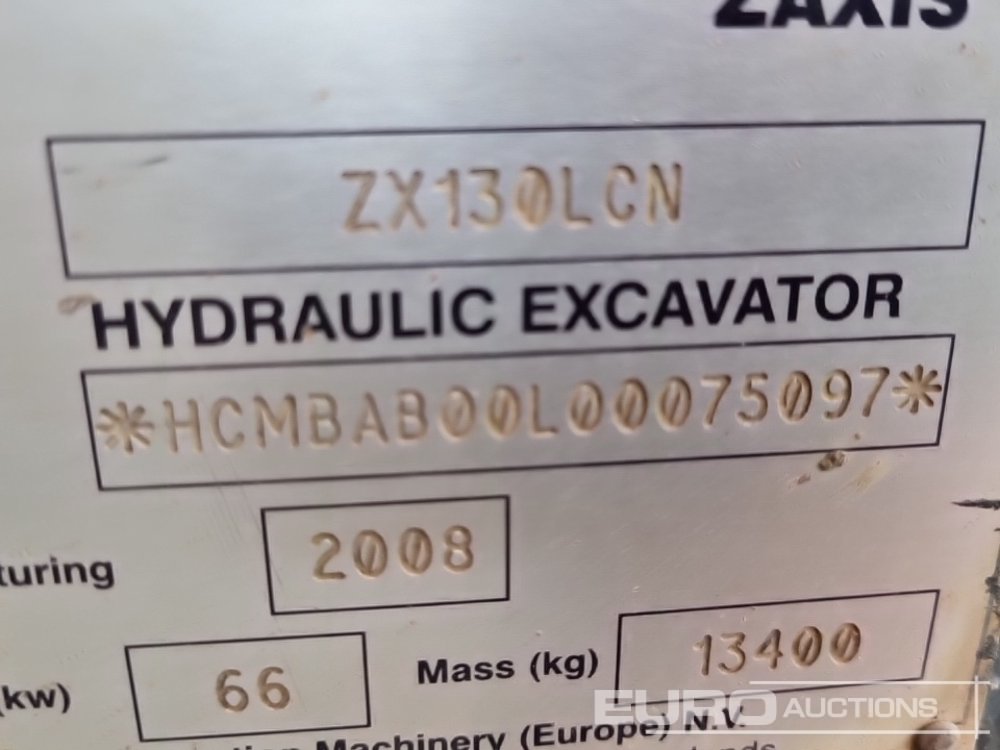 ZAXIS
ZX130LCN
HYDRAULIC EXCAVATOR
*HCMBAB00L00075097*
turing 2008
(kw) 66 Mass (kg) 13400
Machinery (Europe) N.V.
EURO AUCTIONS